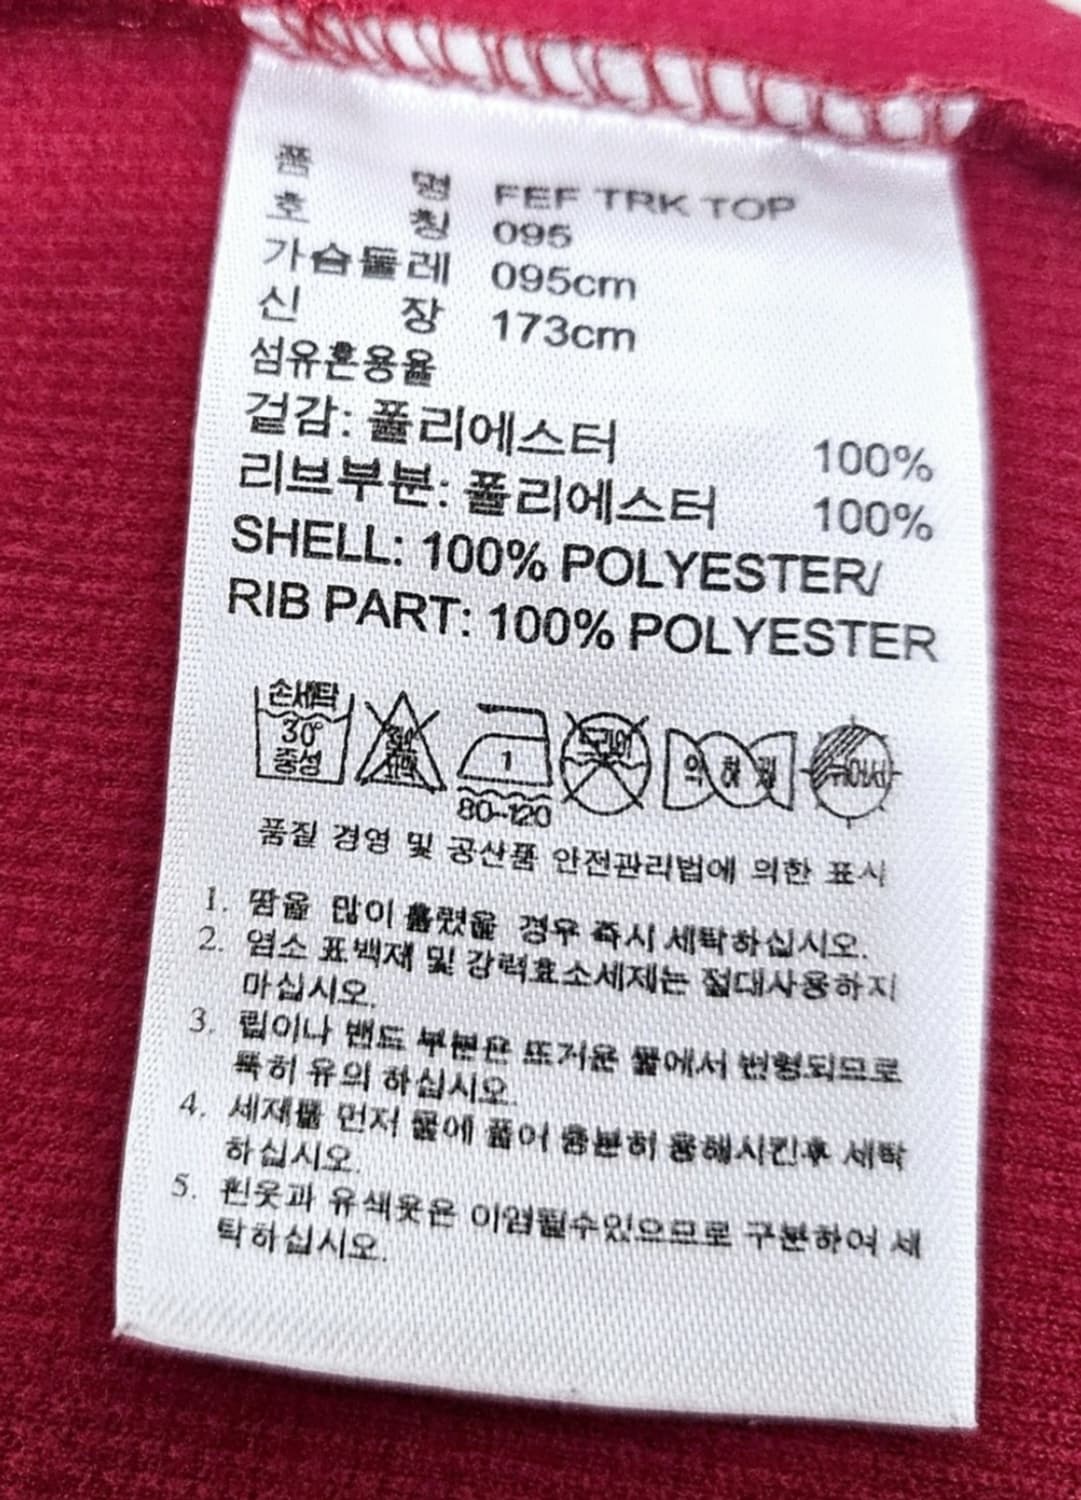 품 명 FEF TRK TOP
호 칭 095
가슴둘레 095cm
신 장 173cm
섬유혼용율
겉감: 폴리에스터 100%
리브부분: 폴리에스터 100%
SHELL: 100% POLYESTER/
RIB PART: 100% POLYESTER
손세탁
30°
중성
1
80~120
드라이
뉘어서
품질 경영 및 공산품 안전관리법에 의한 표시
1. 땀을 많이 흘렸을 경우 즉시 세탁하십시오.
2. 염소 표백제 및 강력효소세제는 절대사용하지
마십시오.
3. 립이나 밴드 부분은 뜨거운 물에서 변형되므로
특히 유의 하십시오.
4. 세제를 먼저 물에 풀어 충분히 용해시킨후 세탁
하십시오.
5. 흰옷과 유색옷은 이염될수있으므로 구분하여 세
탁하십시오.